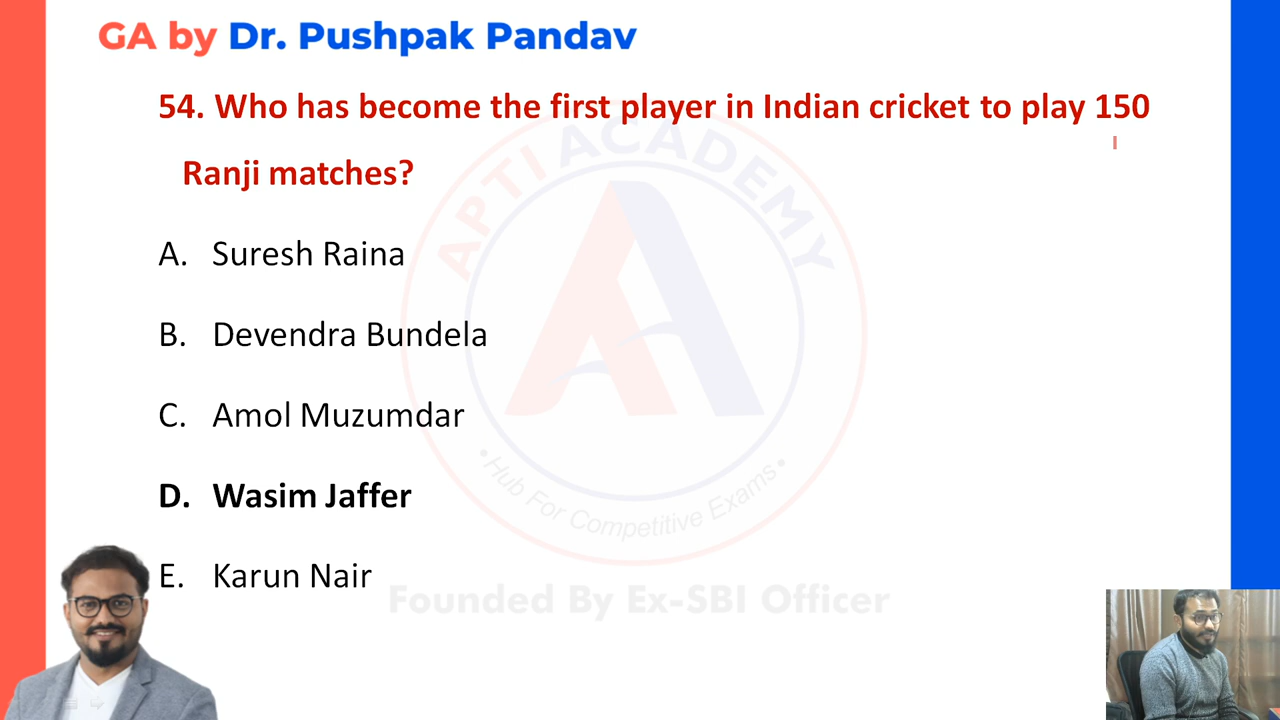 GA by Dr. Pushpak Pandav
54. Who has become the first player in Indian cricket to play 150
Ranji matches?
A. Suresh Raina
B. Devendra Bundela
C. Amol Muzumdar
D. Wasim Jaffer
E. Karun Nair
APTI ACADEMY
• Hub For Competitive Exams •
Founded By Ex-SBI Officer